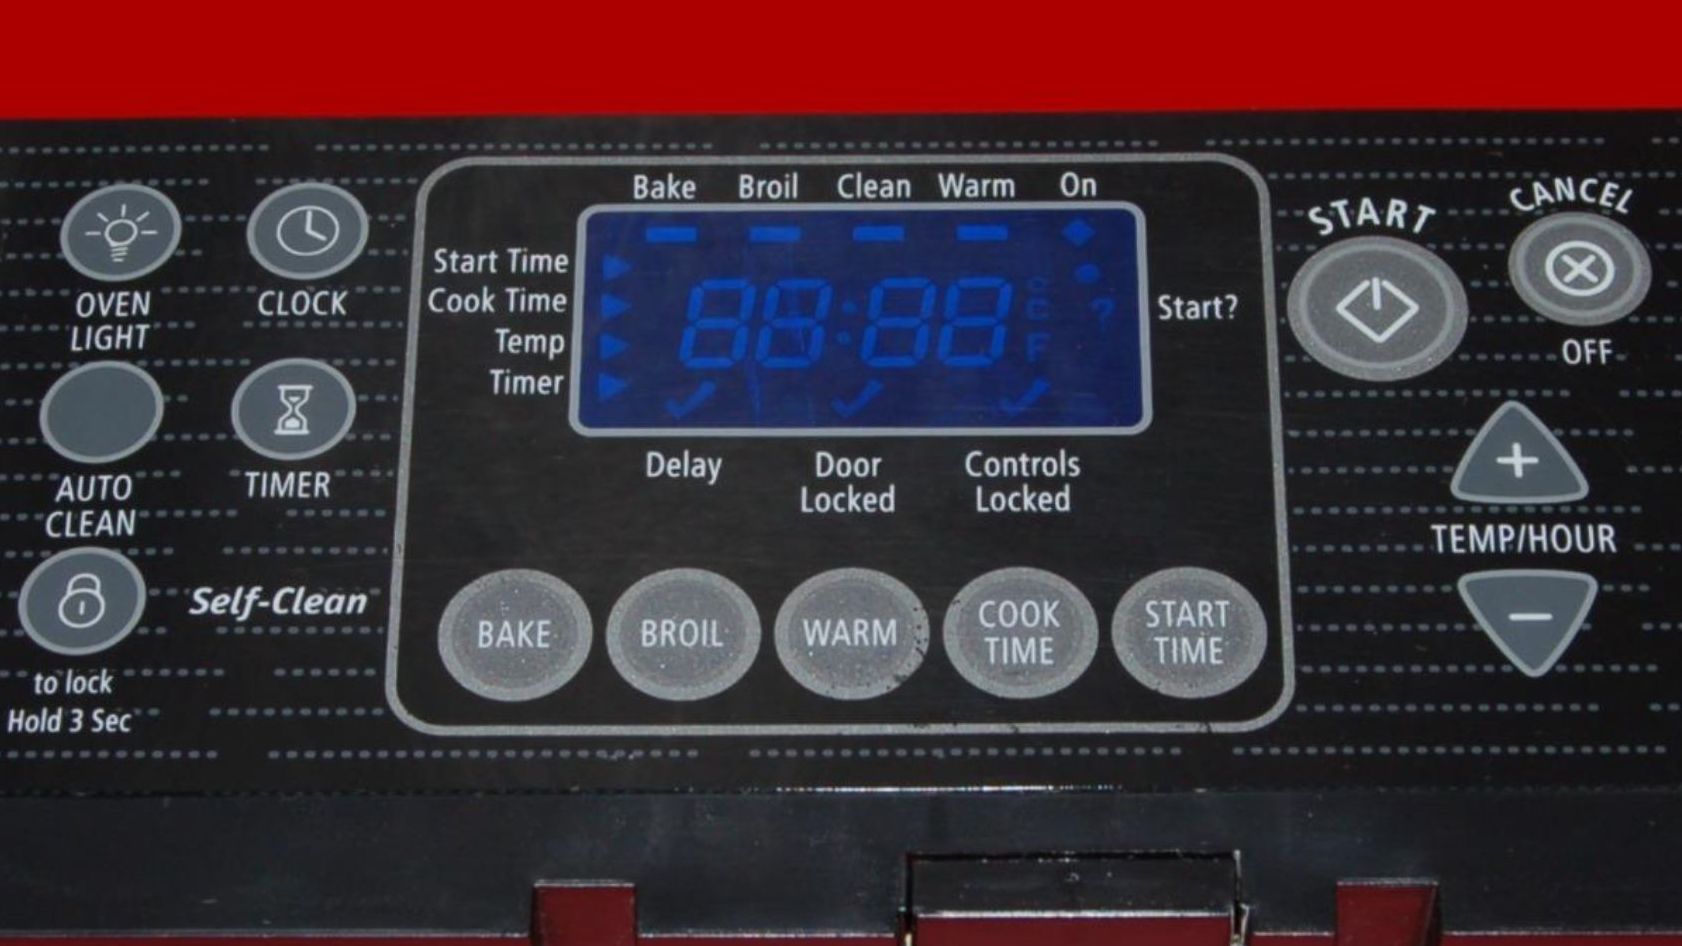 Bake Broil Clean Warm On
Start Time
Cook Time
Temp
Timer
88:88
F
?
Start?
Delay
Door
Locked
Controls
Locked
OVEN
LIGHT
CLOCK
AUTO
CLEAN
TIMER
Self-Clean
to lock
Hold 3 Sec
BAKE
BROIL
WARM
COOK
TIME
START
TIME
START
CANCEL
OFF
+
TEMP/HOUR
−